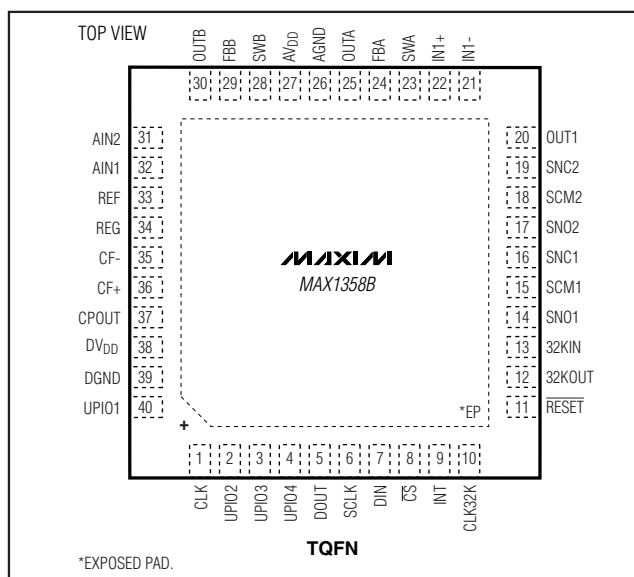 TOP VIEW
OUTB FBB SWB AVDD AGND OUTA FBA SWA IN1+ IN1-
30 29 28 27 26 25 24 23 22 21
AIN2 31
AIN1 32
REF 33
REG 34
CF- 35
CF+ 36
CPOUT 37
DVDD 38
DGND 39
UPIO1 40
MAXIM
MAX1358B
20 OUT1
19 SNC2
18 SCM2
17 SNO2
16 SNC1
15 SCM1
14 SNO1
13 32KIN
12 32KOUT
11 RESET
*EP
+
1 2 3 4 5 6 7 8 9 10
CLK UPIO2 UPIO3 UPIO4 DOUT SCLK DIN CS INT CLK32K
TQFN
*EXPOSED PAD.